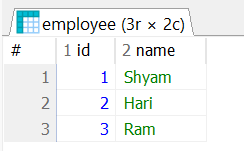 employee (3r × 2c)
# 1 id 2 name
1 1 Shyam
2 2 Hari
3 3 Ram